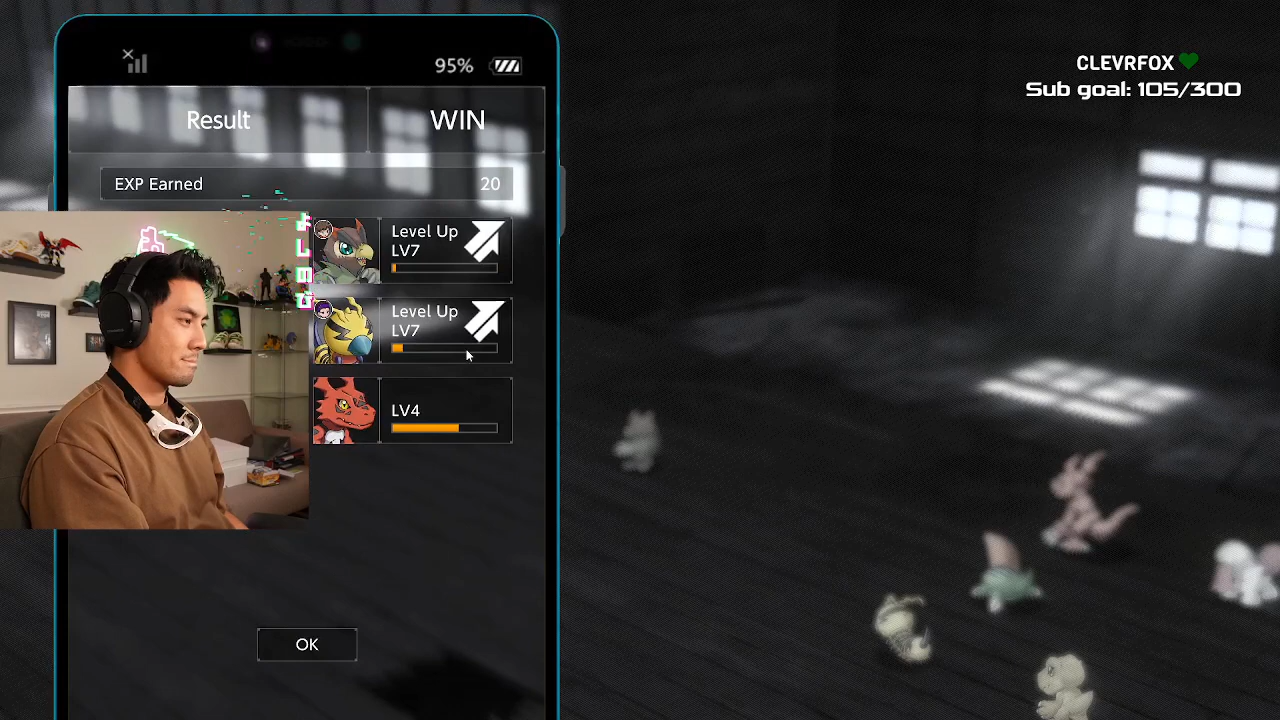 95%
CLEVRFOX
Sub goal: 105/300
Result
WIN
EXP Earned
20
Level Up
LV7
Level Up
LV7
LV4
OK